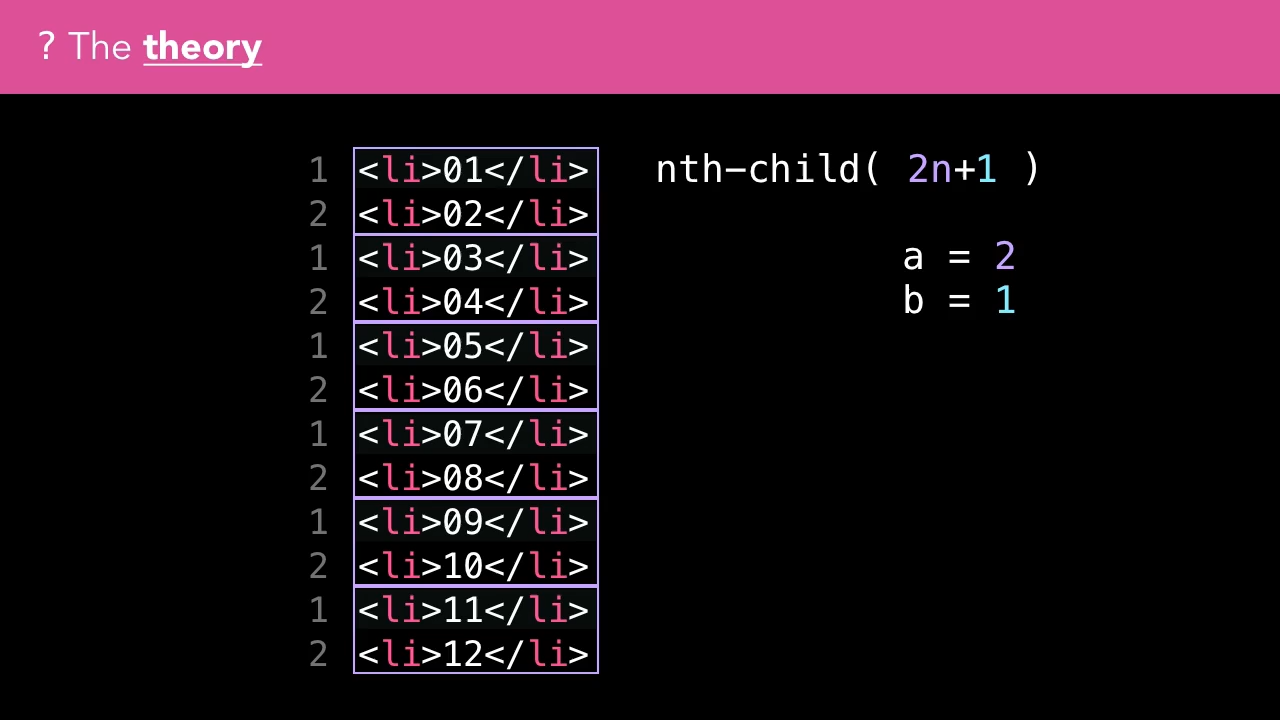 ? The theory
1 <li>01</li> nth-child( 2n+1 )
2 <li>02</li>
1 <li>03</li> a = 2
2 <li>04</li> b = 1
1 <li>05</li>
2 <li>06</li>
1 <li>07</li>
2 <li>08</li>
1 <li>09</li>
2 <li>10</li>
1 <li>11</li>
2 <li>12</li>